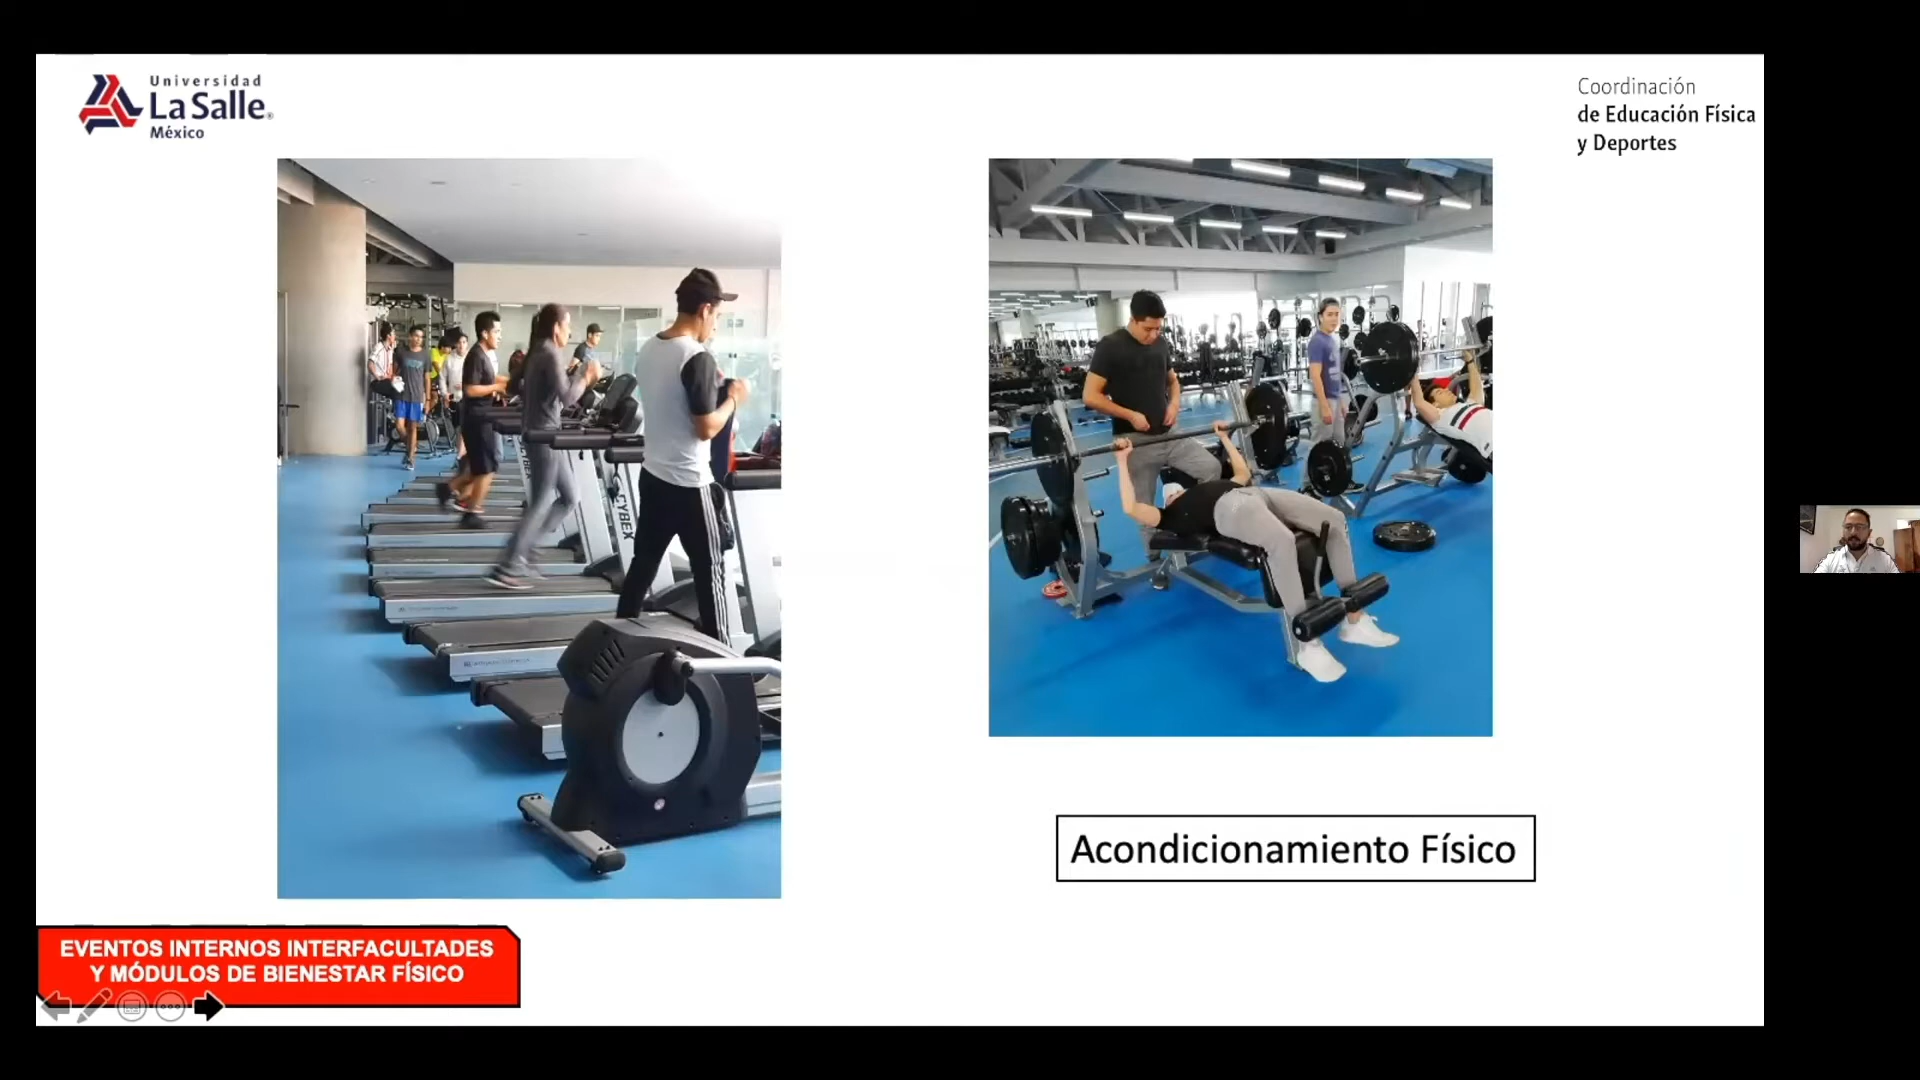 Universidad
La Salle®
México
Coordinación
de Educación Física
y Deportes
CYBEX
Acondicionamiento Físico
EVENTOS INTERNOS INTERFACULTADES
Y MÓDULOS DE BIENESTAR FÍSICO